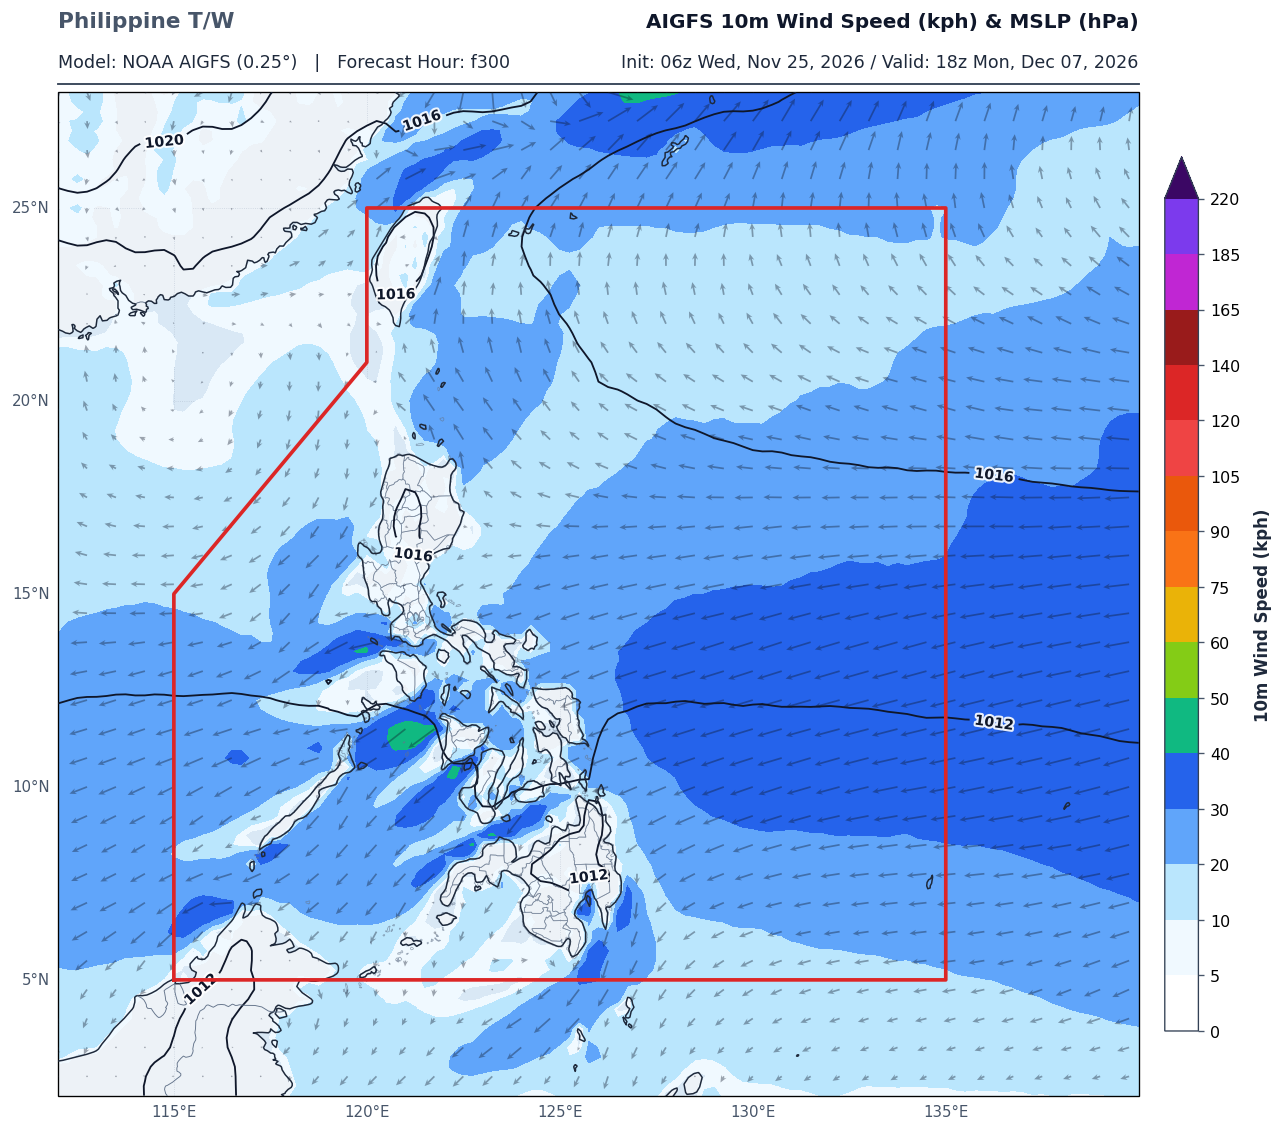 Philippine T/W
AIGFS 10m Wind Speed (kph) & MSLP (hPa)
Model: NOAA AIGFS (0.25°) | Forecast Hour: f300
Init: 06z Wed, Nov 25, 2026 / Valid: 18z Mon, Dec 07, 2026
1016
1020
220
25°N
185
1016
165
140
20°N
120
1016
105
1016
90
15°N
75
60
10m Wind Speed (kph)
1012
50
10°N
40
30
1012
20
10
5°N
1012
5
0
115°E
120°E
125°E
130°E
135°E